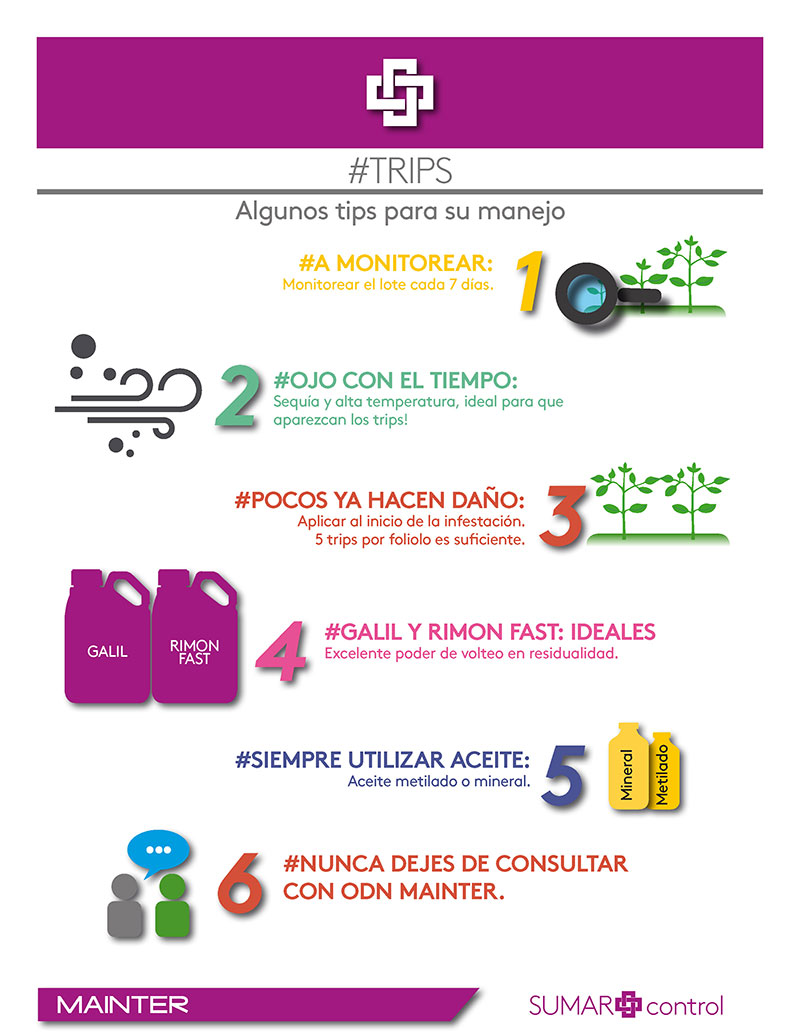 #TRIPS
Algunos tips para su manejo
#A MONITOREAR:
Monitorear el lote cada 7 días.
1
2
#OJO CON EL TIEMPO:
Sequía y alta temperatura, ideal para que
aparezcan los trips!
#POCOS YA HACEN DAÑO:
Aplicar al inicio de la infestación.
5 trips por foliolo es suficiente.
3
GALIL
RIMON
FAST
4
#GALIL Y RIMON FAST: IDEALES
Excelente poder de volteo en residualidad.
#SIEMPRE UTILIZAR ACEITE:
Aceite metilado o mineral.
5
Mineral
Metilado
6
#NUNCA DEJES DE CONSULTAR
CON ODN MAINTER.
MAINTER
SUMAR control